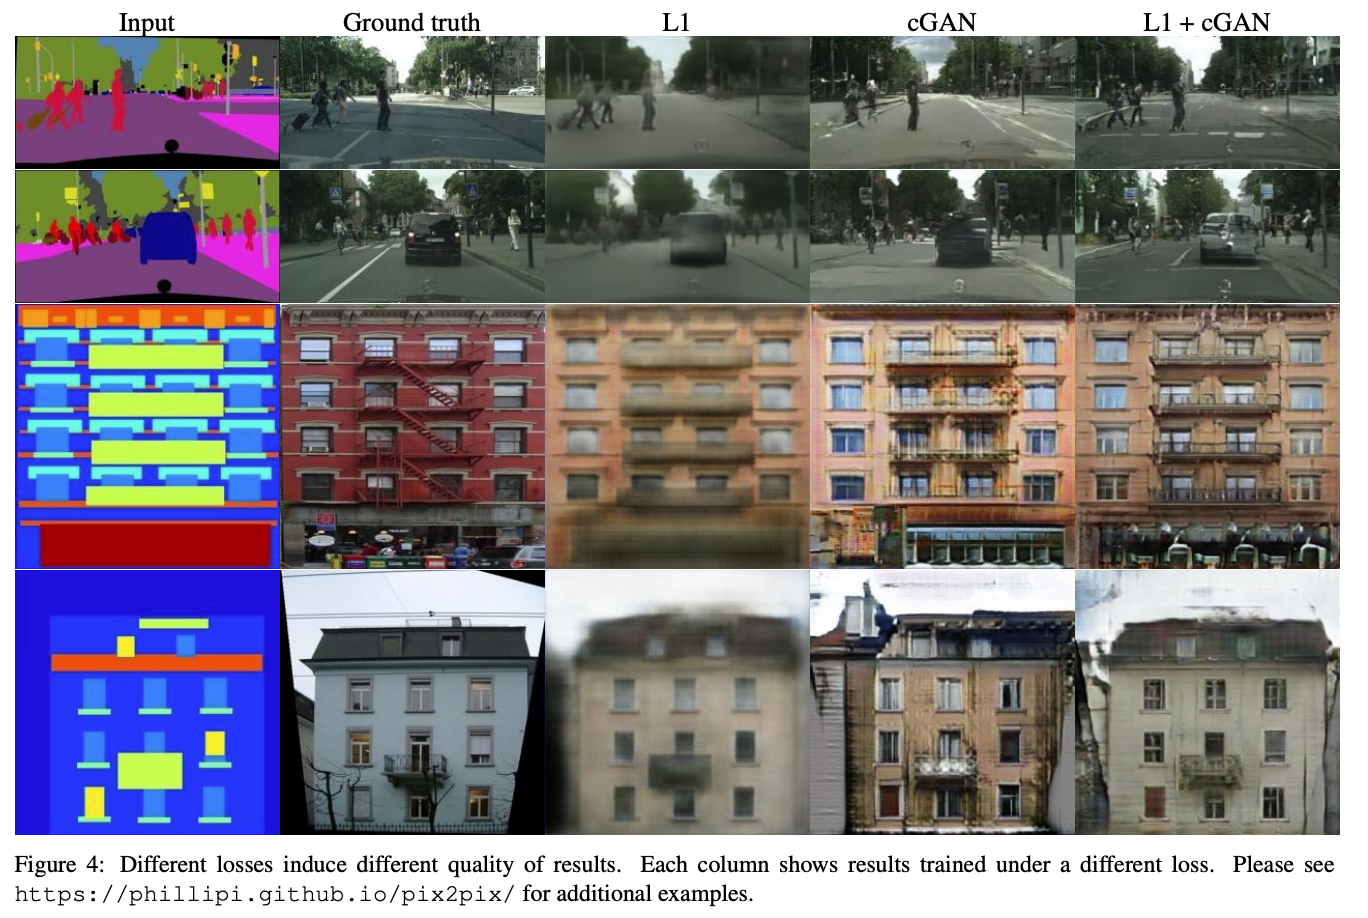 Input Ground truth L1 cGAN L1 + cGAN
Figure 4: Different losses induce different quality of results. Each column shows results trained under a different loss. Please see
https://phillipi.github.io/pix2pix/ for additional examples.